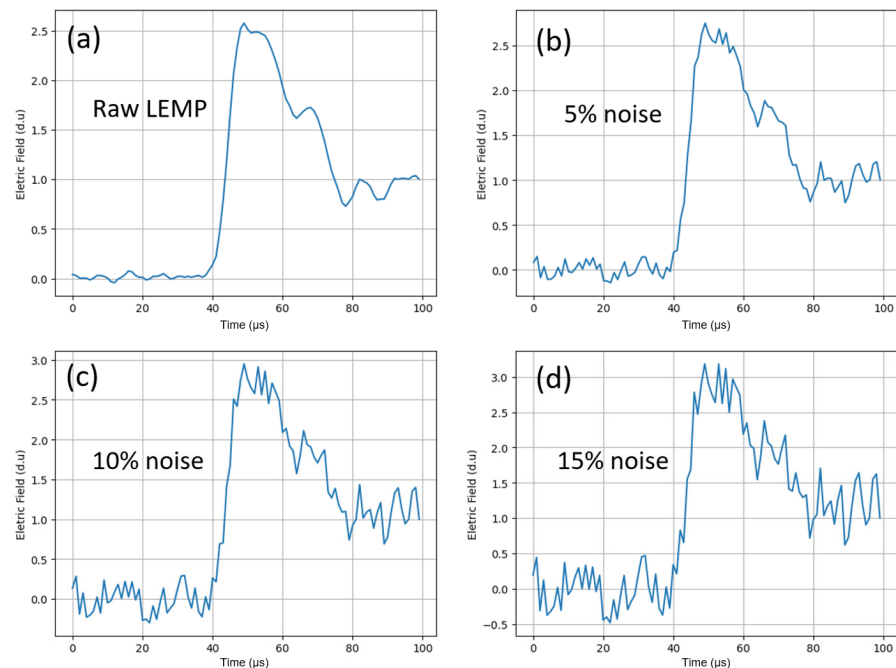 (a)
Raw LEMP
Eletric Field (d.u)
2.5
2.0
1.5
1.0
0.5
0.0
0 20 40 60 80 100
Time (μs)
(b)
5% noise
Eletric Field (d.u)
2.5
2.0
1.5
1.0
0.5
0.0
0 20 40 60 80 100
Time (μs)
(c)
10% noise
Eletric Field (d.u)
3.0
2.5
2.0
1.5
1.0
0.5
0.0
0 20 40 60 80 100
Time (μs)
(d)
15% noise
Eletric Field (d.u)
3.0
2.5
2.0
1.5
1.0
0.5
0.0
−0.5
0 20 40 60 80 100
Time (μs)